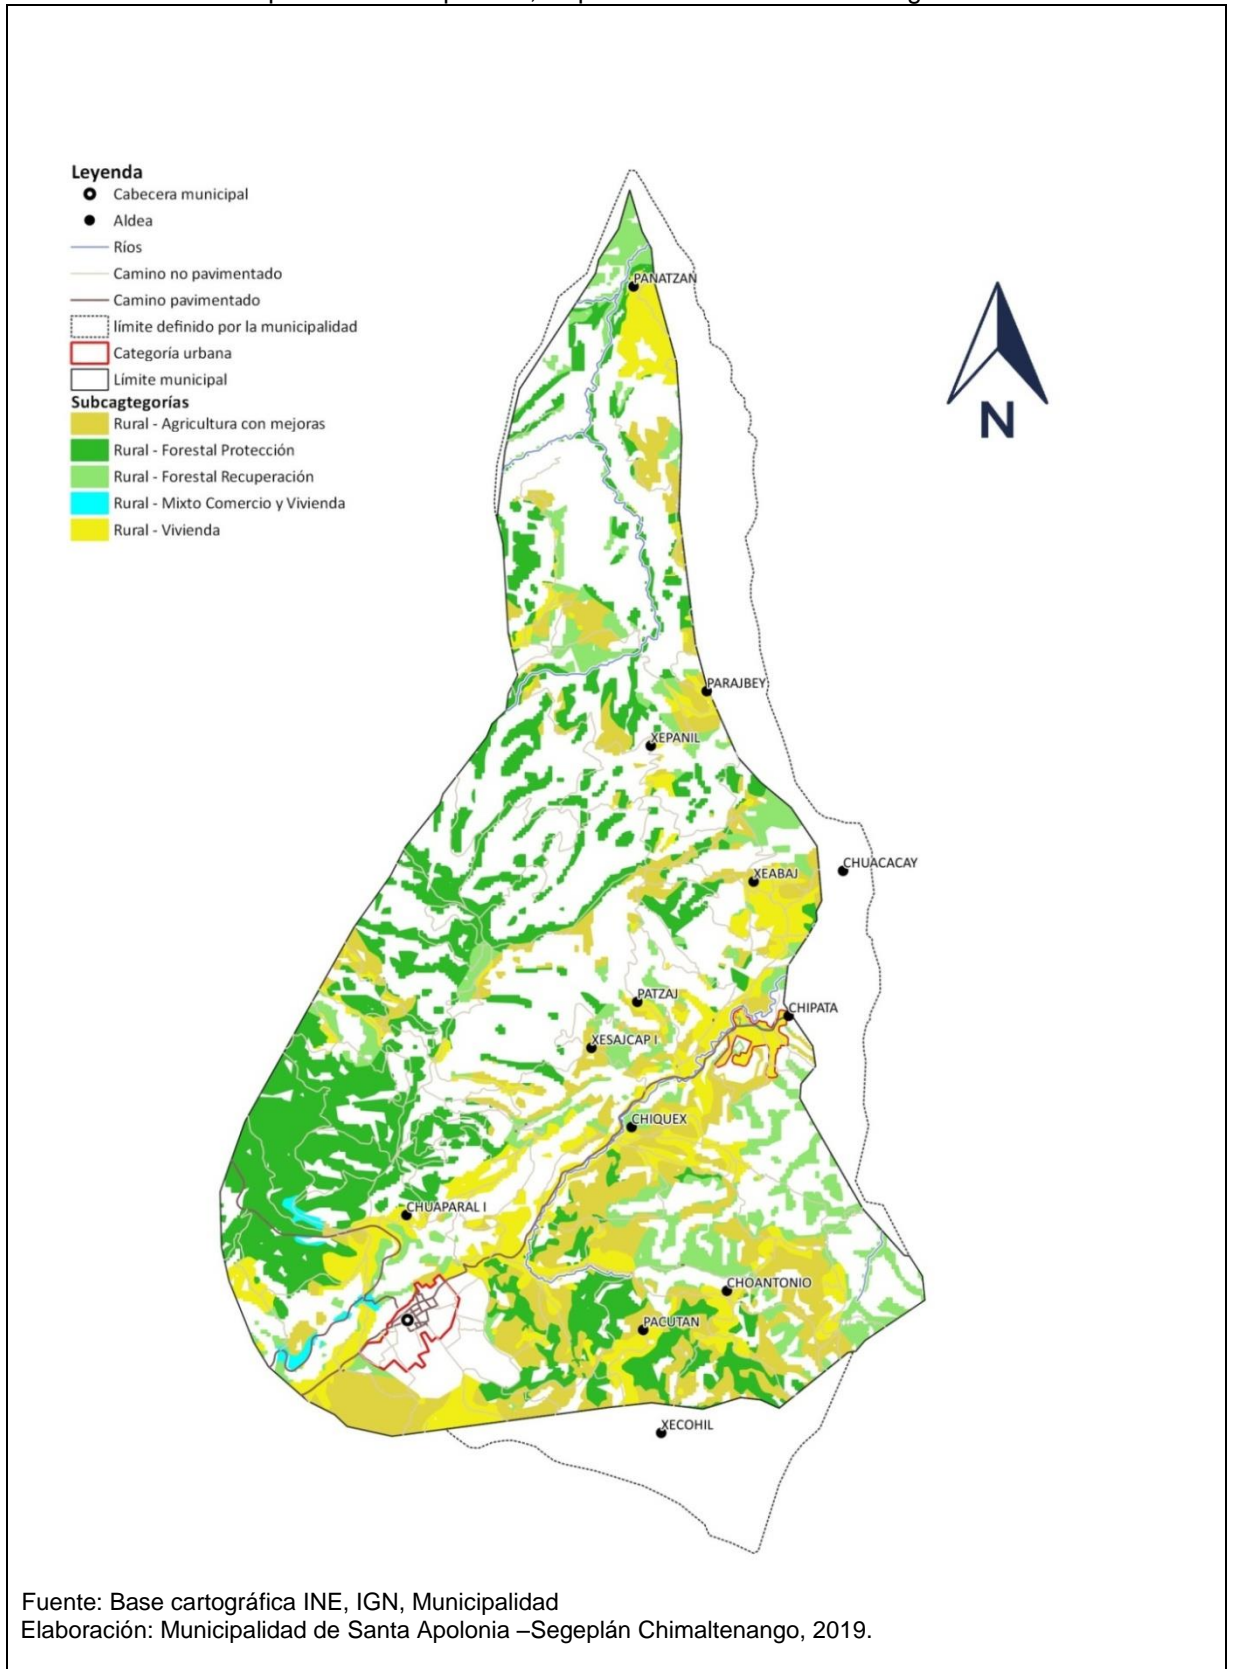 Leyenda
Cabecera municipal
Aldea
Ríos
Camino no pavimentado
Camino pavimentado
límite definido por la municipalidad
Categoría urbana
Límite municipal
Subcagtegorías
Rural - Agricultura con mejoras
Rural - Forestal Protección
Rural - Forestal Recuperación
Rural - Mixto Comercio y Vivienda
Rural - Vivienda
PANATZAN
N
PARAJBEY
XEPANIL
CHUACACAY
XEABAJ
PATZAJ
CHIPATA
XESAJCAP I
CHIQUEX
CHUAPARAL I
CHOANTONIO
PACUTAN
XECOHIL
Fuente: Base cartográfica INE, IGN, Municipalidad
Elaboración: Municipalidad de Santa Apolonia –Segeplán Chimaltenango, 2019.